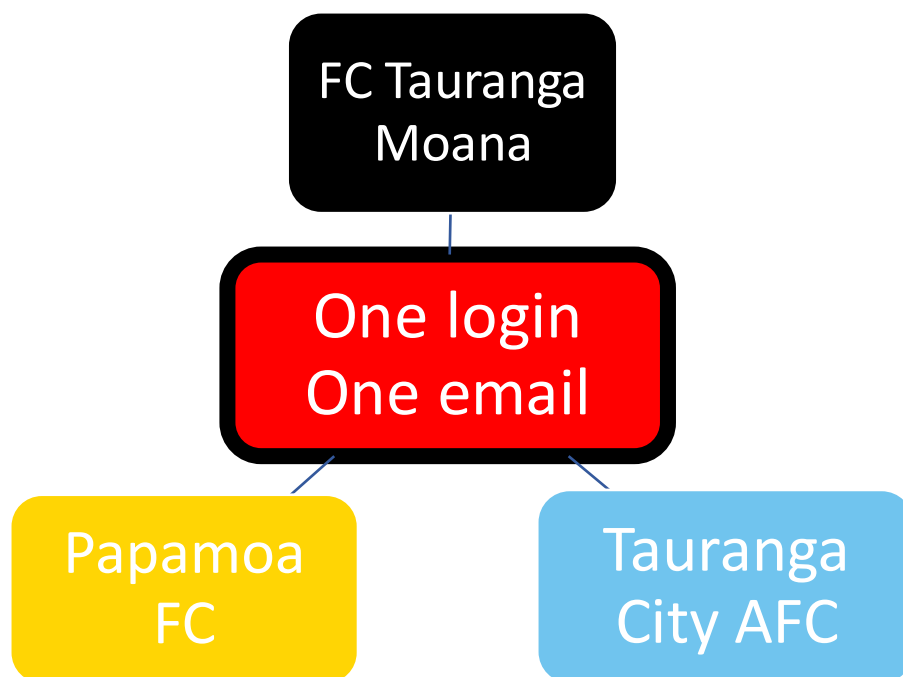 FC Tauranga
Moana
One login
One email
Papamoa
FC
Tauranga
City AFC